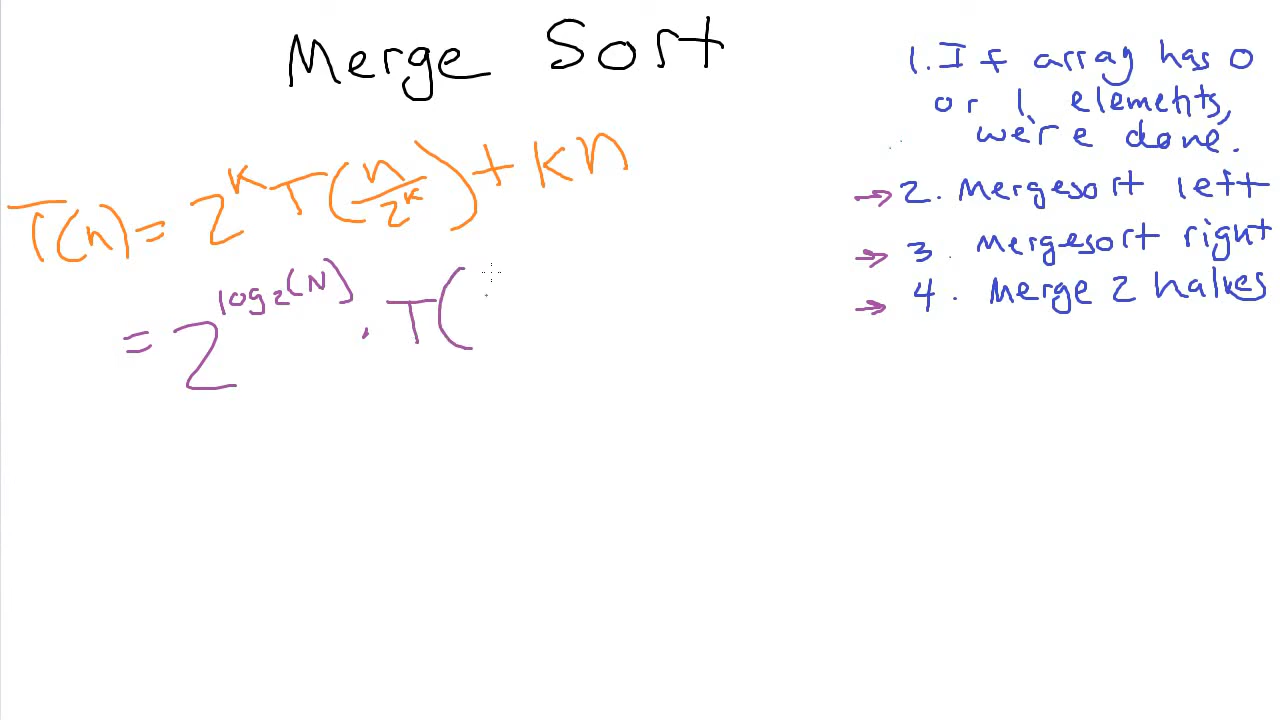 Merge Sort
T(n) = 2^k T(n/2^k) + kn
= 2^log2(N) · T(
1. If array has 0
or 1 elements,
we're done.
→ 2. Mergesort left
→ 3. mergesort right
→ 4. Merge 2 halves